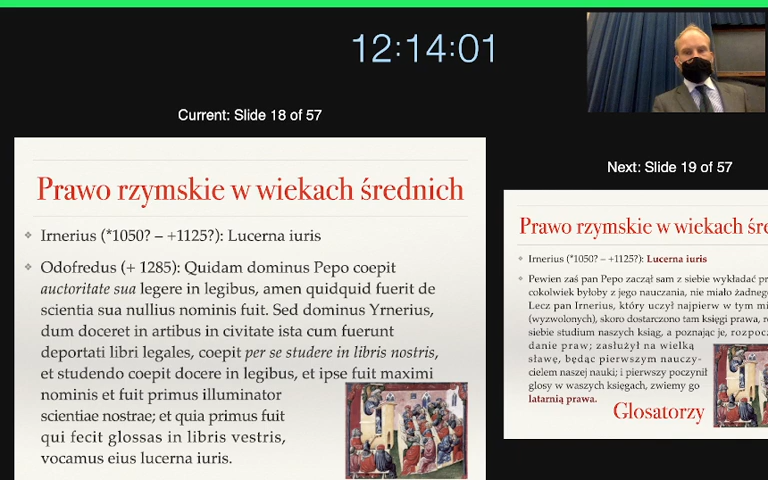 12:14:01
Current: Slide 18 of 57
Prawo rzymskie w wiekach średnich
Irnerius (*1050? – +1125?): Lucerna iuris
Odofredus (+ 1285): Quidam dominus Pepo coepit
auctoritate sua legere in legibus, amen quidquid fuerit de
scientia sua nullius nominis fuit. Sed dominus Yrnerius,
dum doceret in artibus in civitate ista cum fuerunt
deportati libri legales, coepit per se studere in libris nostris,
et studendo coepit docere in legibus, et ipse fuit maximi
nominis et fuit primus illuminator
scientiae nostrae; et quia primus fuit
qui fecit glossas in libris vestris,
vocamus eius lucerna iuris.
Next: Slide 19 of 57
Prawo rzymskie w wiekach śre
Irnerius (*1050? – +1125?): Lucerna iuris
Pewien zaś pan Pepo zaczął sam z siebie wykładać pr
cokolwiek byłoby z jego nauczania, nie miało żadneg
Lecz pan Irnerius, który uczył najpierw w tym mi
(wyzwolonych), skoro dostarczono tam księgi prawa, r
siebie studium naszych ksiąg, a poznając je, rozpocz
danie praw; zasłużył na wielką
sławę, będąc pierwszym nauczy-
cielem naszej nauki; i pierwszy poczynił
glosy w waszych księgach, zwiemy go
latarnią prawa.
Glosatorzy